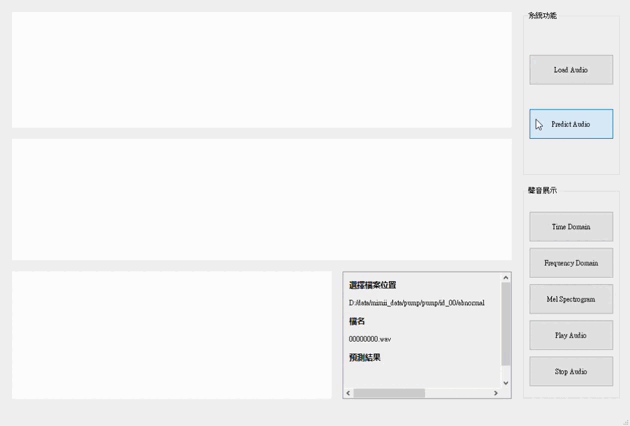 系統功能
Load Audio
Predict Audio
聲音展示
Time Domain
Frequency Domain
Mel Spectrogram
Play Audio
Stop Audio
選擇檔案位置
D:/data/mimii_data/pump/pump/id_00/abnormal
檔名
00000000.wav
預測結果